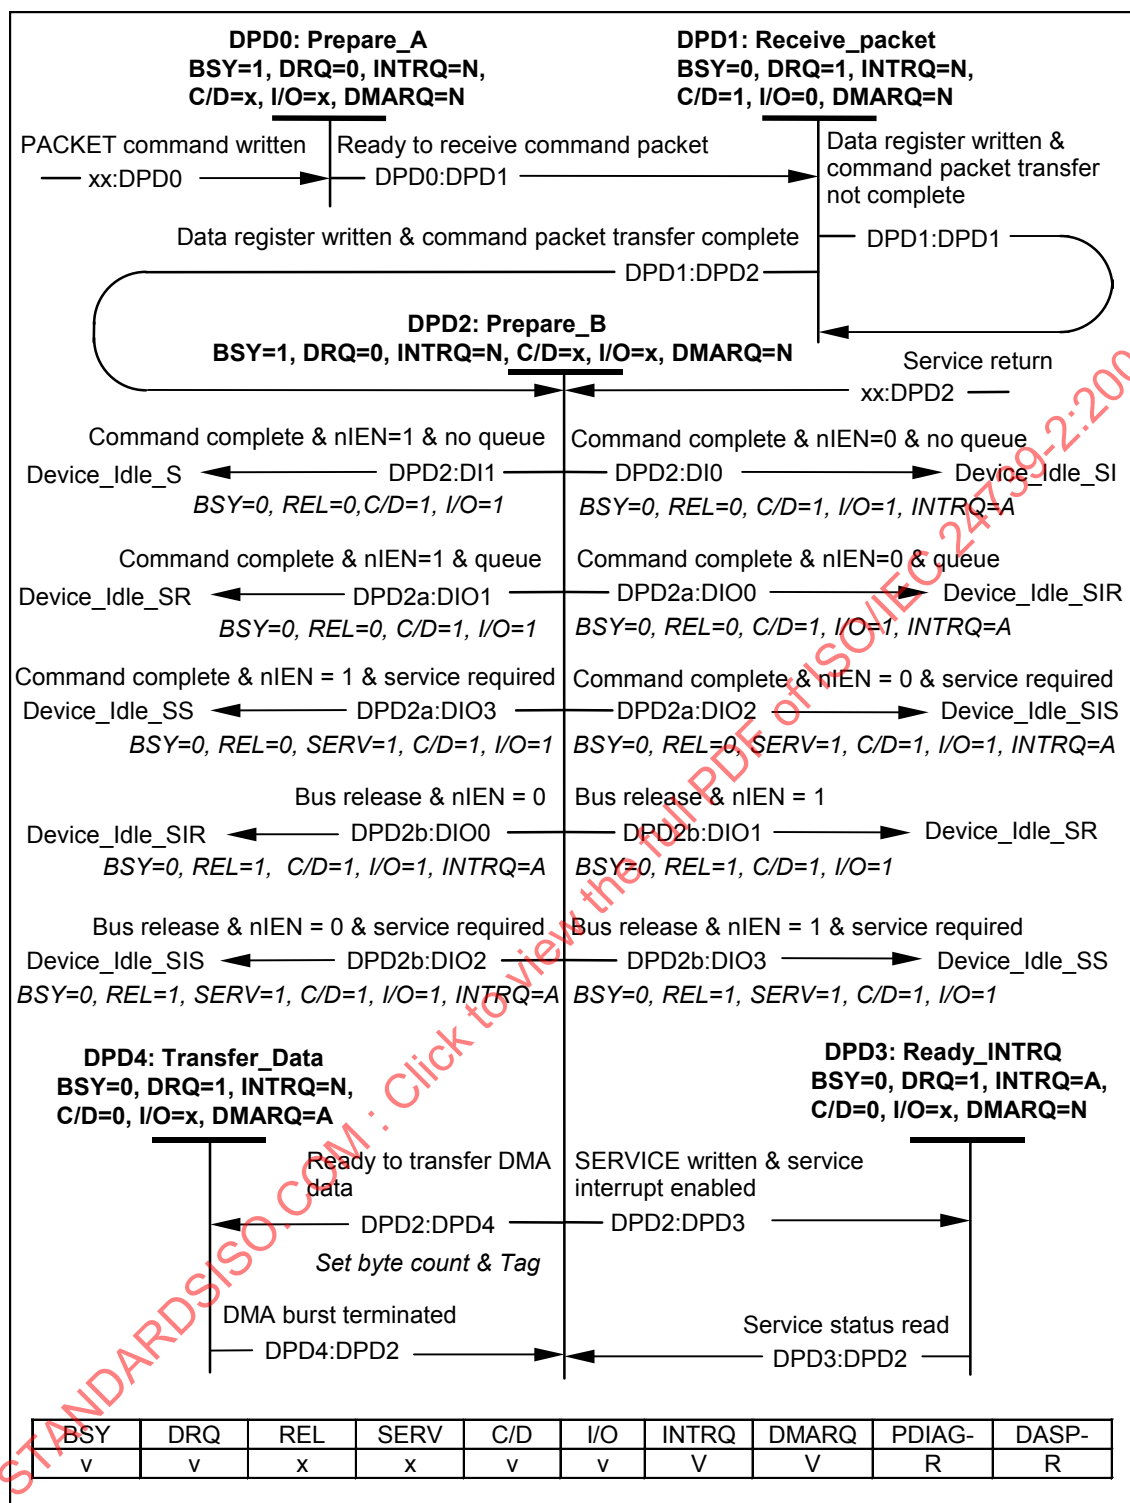 DPD0: Prepare_A
BSY=1, DRQ=0, INTRQ=N,
C/D=x, I/O=x, DMARQ=N
DPD1: Receive_packet
BSY=0, DRQ=1, INTRQ=N,
C/D=1, I/O=0, DMARQ=N
PACKET command written
xx:DPD0
Ready to receive command packet
DPD0:DPD1
Data register written &
command packet transfer
not complete
DPD1:DPD1
Data register written & command packet transfer complete
DPD1:DPD2
DPD2: Prepare_B
BSY=1, DRQ=0, INTRQ=N, C/D=x, I/O=x, DMARQ=N
Service return
xx:DPD2
Command complete & nIEN=1 & no queue
Device_Idle_S DPD2:DI1
BSY=0, REL=0,C/D=1, I/O=1
Command complete & nIEN=0 & no queue
DPD2:DI0 Device_Idle_SI
BSY=0, REL=0, C/D=1, I/O=1, INTRQ=A
Command complete & nIEN=1 & queue
Device_Idle_SR DPD2a:DIO1
BSY=0, REL=0, C/D=1, I/O=1
Command complete & nIEN=0 & queue
DPD2a:DIO0 Device_Idle_SIR
BSY=0, REL=0, C/D=1, I/O=1, INTRQ=A
Command complete & nIEN = 1 & service required
Device_Idle_SS DPD2a:DIO3
BSY=0, REL=0, SERV=1, C/D=1, I/O=1
Command complete & nIEN = 0 & service required
DPD2a:DIO2 Device_Idle_SIS
BSY=0, REL=0, SERV=1, C/D=1, I/O=1, INTRQ=A
Bus release & nIEN = 0
Device_Idle_SIR DPD2b:DIO0
BSY=0, REL=1, C/D=1, I/O=1, INTRQ=A
Bus release & nIEN = 1
DPD2b:DIO1 Device_Idle_SR
BSY=0, REL=1, C/D=1, I/O=1
Bus release & nIEN = 0 & service required
Device_Idle_SIS DPD2b:DIO2
BSY=0, REL=1, SERV=1, C/D=1, I/O=1, INTRQ=A
Bus release & nIEN = 1 & service required
DPD2b:DIO3 Device_Idle_SS
BSY=0, REL=1, SERV=1, C/D=1, I/O=1
DPD4: Transfer_Data
BSY=0, DRQ=1, INTRQ=N,
C/D=0, I/O=x, DMARQ=A
DPD3: Ready_INTRQ
BSY=0, DRQ=1, INTRQ=A,
C/D=0, I/O=x, DMARQ=N
Ready to transfer DMA
data
DPD2:DPD4
Set byte count & Tag
SERVICE written & service
interrupt enabled
DPD2:DPD3
DMA burst terminated
DPD4:DPD2
Service status read
DPD3:DPD2
BSY DRQ REL SERV C/D I/O INTRQ DMARQ PDIAG- DASP-
v v x x v v V V R R
STANDARDSISO.COM : Click to view the full PDF of ISO/IEC 24739-2:200